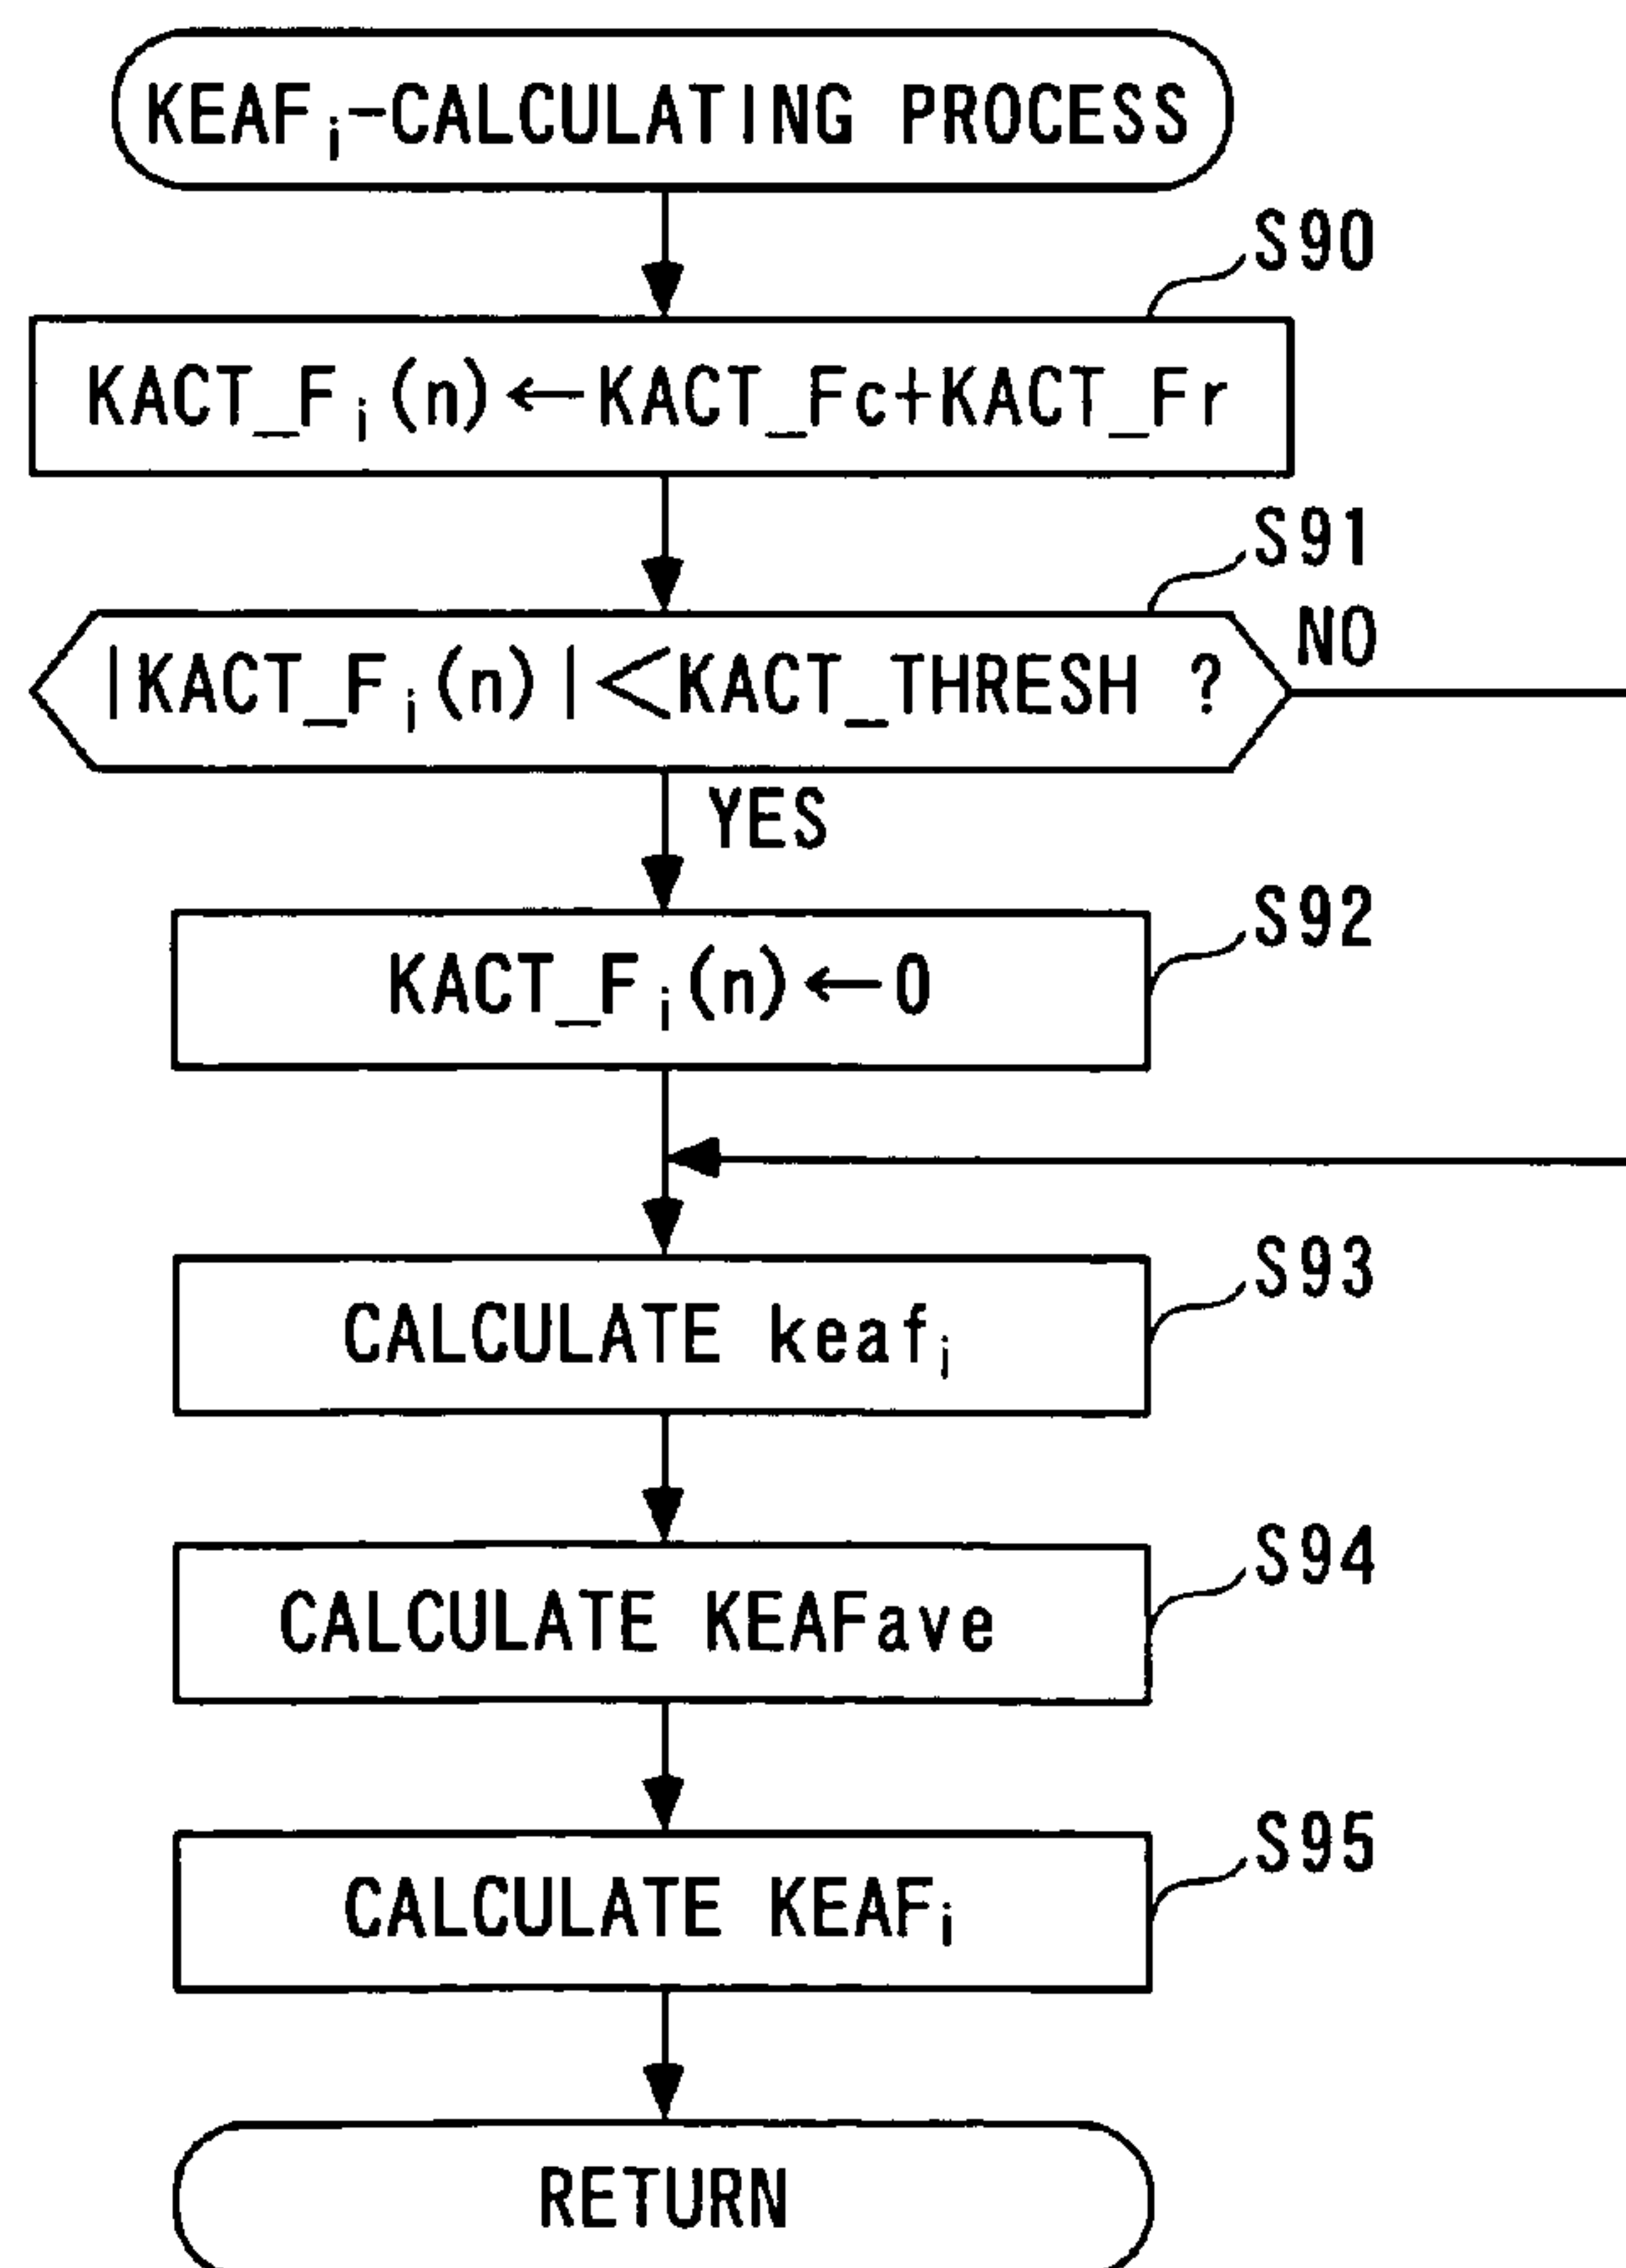 KEAFi-CALCULATING PROCESS
S90
KACT_Fi(n)←KACT_Fc+KACT_Fr
S91
NO
|KACT_Fi(n)|<KACT_THRESH ?
YES
S92
KACT_Fi(n)←0
S93
CALCULATE keafi
S94
CALCULATE KEAFave
S95
CALCULATE KEAFi
RETURN